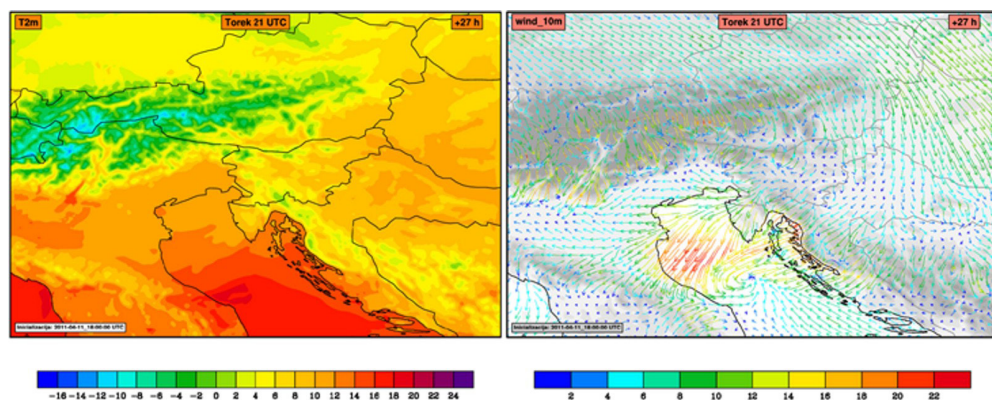 T2m Torek 21 UTC +27 h
wind_10m Torek 21 UTC +27 h
Inicializacija: 2011-04-11_18:00:00 UTC
Inicializacija: 2011-04-11_18:00:00 UTC
-16 -14 -12 -10 -8 -6 -4 -2 0 2 4 6 8 10 12 14 16 18 20 22 24
2 4 6 8 10 12 14 16 18 20 22